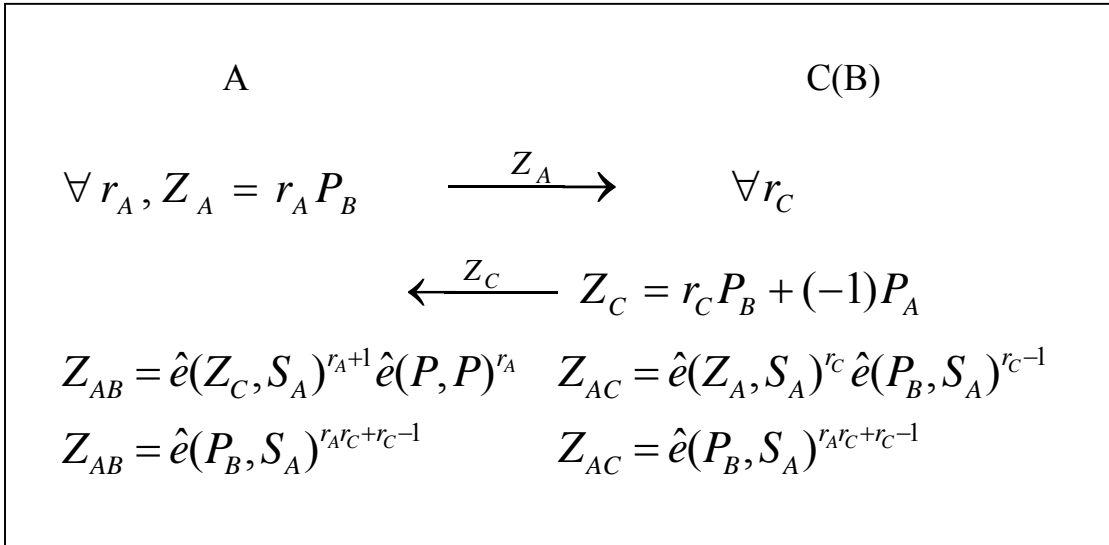 A C(B)
∀ r_A, Z_A = r_A P_B Z_A ∀r_C
Z_C Z_C = r_C P_B + (−1)P_A
Z_AB = ê(Z_C, S_A)^{r_A+1} ê(P, P)^{r_A} Z_AC = ê(Z_A, S_A)^{r_C} ê(P_B, S_A)^{r_C−1}
Z_AB = ê(P_B, S_A)^{r_A r_C+r_C−1} Z_AC = ê(P_B, S_A)^{r_A r_C+r_C−1}